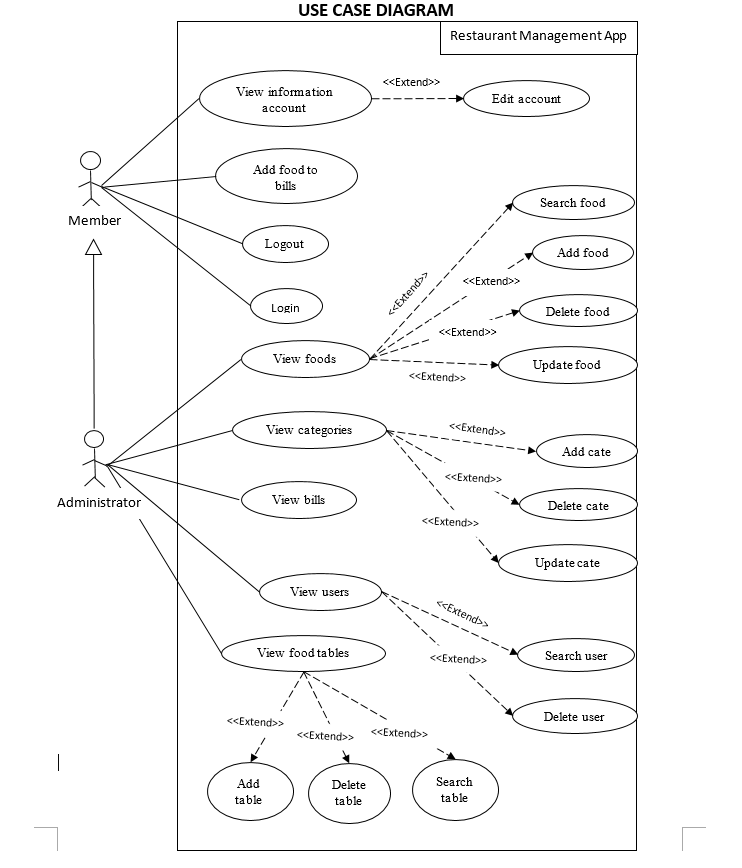 USE CASE DIAGRAM
Restaurant Management App
View information
account
<<Extend>>
Edit account
Add food to
bills
Member
Logout
Login
Search food
Add food
Delete food
Update food
<<Extend>>
<<Extend>>
<<Extend>>
<<Extend>>
View foods
View categories
<<Extend>>
<<Extend>>
<<Extend>>
Add cate
Delete cate
Update cate
Administrator
View bills
View users
<<Extend>>
<<Extend>>
Search user
Delete user
View food tables
<<Extend>>
<<Extend>>
<<Extend>>
Add
table
Delete
table
Search
table